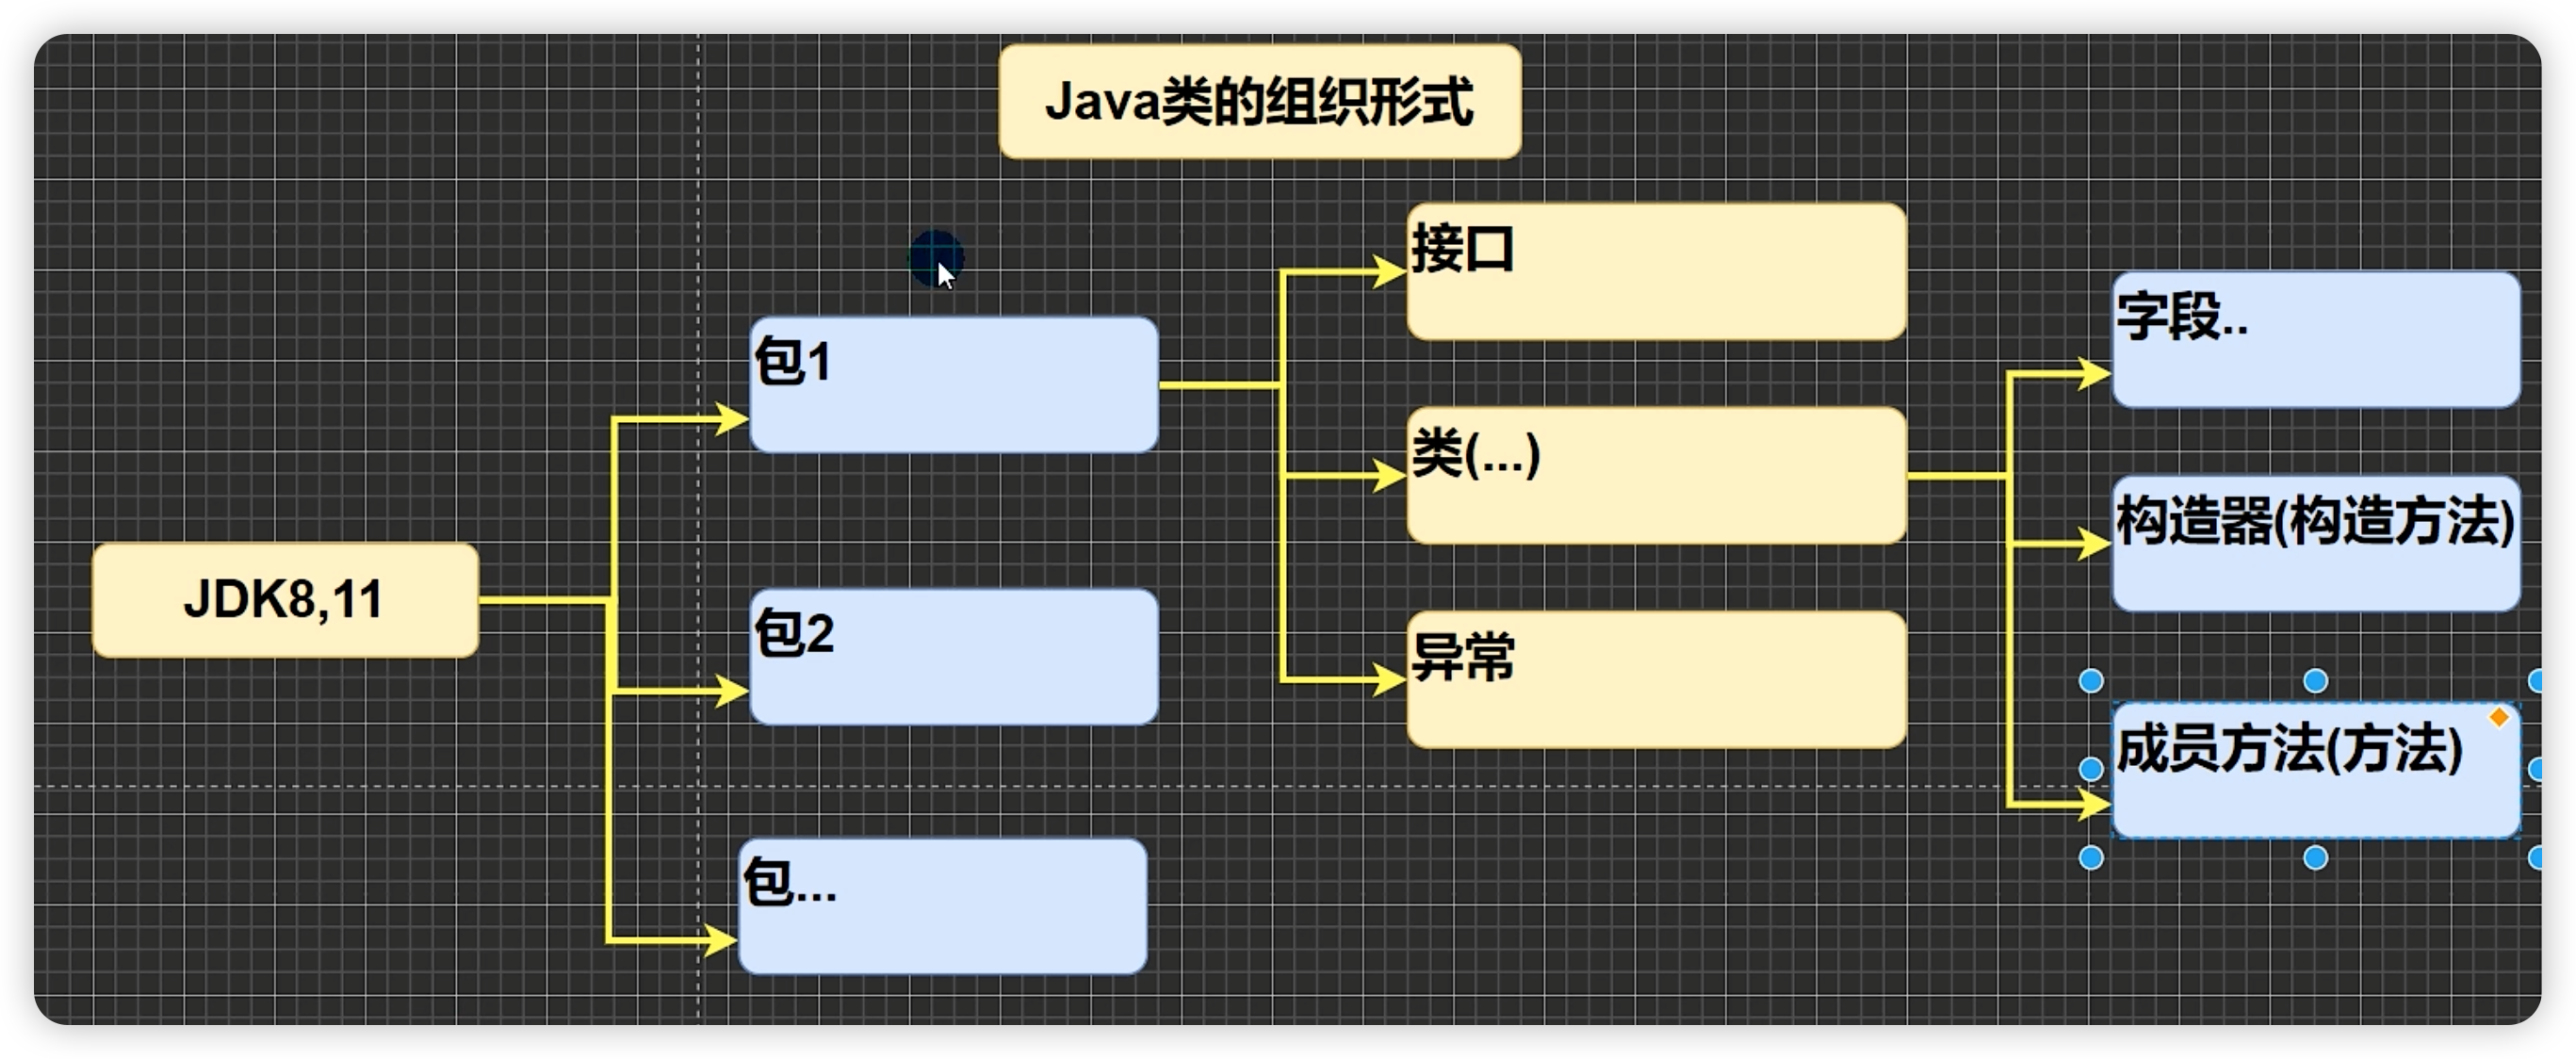 Java类的组织形式
JDK8,11
包1
包2
包...
接口
类(...)
异常
字段..
构造器(构造方法)
成员方法(方法)